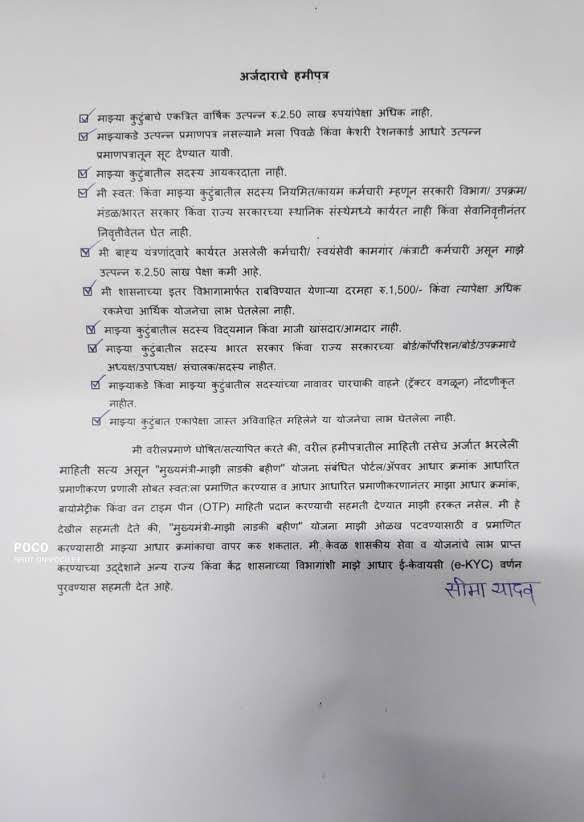 अर्जदाराचे हमीपत्र
☑ माझ्या कुटुंबाचे एकत्रित वार्षिक उत्पन्न रु.2.50 लाख रुपयांपेक्षा अधिक नाही.
☑ माझ्याकडे उत्पन्न प्रमाणपत्र नसल्याने मला पिवळे किंवा केशरी रेशनकार्ड आधारे उत्पन्न
प्रमाणपत्रातून सूट देण्यात यावी.
☑ माझ्या कुटुंबातील सदस्य आयकरदाता नाही.
☑ मी स्वत: किंवा माझ्या कुटुंबातील सदस्य नियमित/कायम कर्मचारी म्हणून सरकारी विभाग/ उपक्रम/
मंडळ/भारत सरकार किंवा राज्य सरकारच्या स्थानिक संस्थेमध्ये कार्यरत नाही किंवा सेवानिवृत्तीनंतर
निवृत्तीवेतन घेत नाही.
☑ मी बाह्य यंत्रणांद्वारे कार्यरत असलेली कर्मचारी/ स्वयंसेवी कामगार /कंत्राटी कर्मचारी असून माझे
उत्पन्न रु.2.50 लाख पेक्षा कमी आहे.
☑ मी शासनाच्या इतर विभागामार्फत राबविण्यात येणाऱ्या दरमहा रु.1,500/- किंवा त्यापेक्षा अधिक
रकमेचा आर्थिक योजनेचा लाभ घेतलेला नाही.
☑ माझ्या कुटुंबातील सदस्य विद्यमान किंवा माजी खासदार/आमदार नाही.
☑ माझ्या कुटुंबातील सदस्य भारत सरकार किंवा राज्य सरकारच्या बोर्ड/कॉर्पोरेशन/बोर्ड/उपक्रमाचे
अध्यक्ष/उपाध्यक्ष/ संचालक/सदस्य नाहीत.
☑ माझ्याकडे किंवा माझ्या कुटुंबातील सदस्यांच्या नावावर चारचाकी वाहने (ट्रॅक्टर वगळून) नोंदणीकृत
नाहीत.
☑ माझ्या कुटुंबात एकापेक्षा जास्त अविवाहित महिलेने या योजनेचा लाभ घेतलेला नाही.
मी वरीलप्रमाणे घोषित/सत्यापित करते की, वरील हमीपत्रातील माहिती तसेच अर्जात भरलेली
माहिती सत्य असून "मुख्यमंत्री-माझी लाडकी बहीण" योजना संबंधित पोर्टल/ॲपवर आधार क्रमांक आधारित
प्रमाणीकरण प्रणाली सोबत स्वत:ला प्रमाणित करण्यास व आधार आधारित प्रमाणीकरणानंतर माझा आधार क्रमांक,
बायोमेट्रीक किंवा वन टाइम पीन (OTP) माहिती प्रदान करण्याची सहमती देण्यात माझी हरकत नसेल. मी हे
देखील सहमती देते की, "मुख्यमंत्री-माझी लाडकी बहीण" योजना माझी ओळख पटवण्यासाठी व प्रमाणित
करण्यासाठी माझ्या आधार क्रमांकाचा वापर करु शकतात. मी केवळ शासकीय सेवा व योजनांचे लाभ प्राप्त
करण्याच्या उद्देशाने अन्य राज्य किंवा केंद्र शासनाच्या विभागांशी माझे आधार ई-केवायसी (e-KYC) वर्णन
पुरवण्यास सहमती देत आहे.
सीमा यादव
POCO